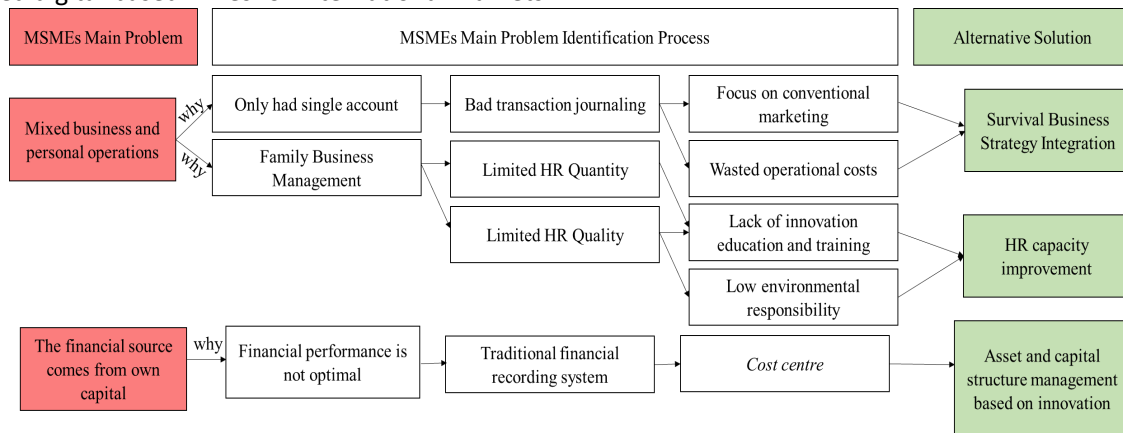 MSMEs Main Problem
MSMEs Main Problem Identification Process
Alternative Solution
Mixed business and
personal operations
why
why
Only had single account
Bad transaction journaling
Focus on conventional
marketing
Survival Business
Strategy Integration
Family Business
Management
Limited HR Quantity
Wasted operational costs
Limited HR Quality
Lack of innovation
education and training
HR capacity
improvement
Low environmental
responsibility
The financial source
comes from own
capital
why
Financial performance is
not optimal
Traditional financial
recording system
Cost centre
Asset and capital
structure management
based on innovation